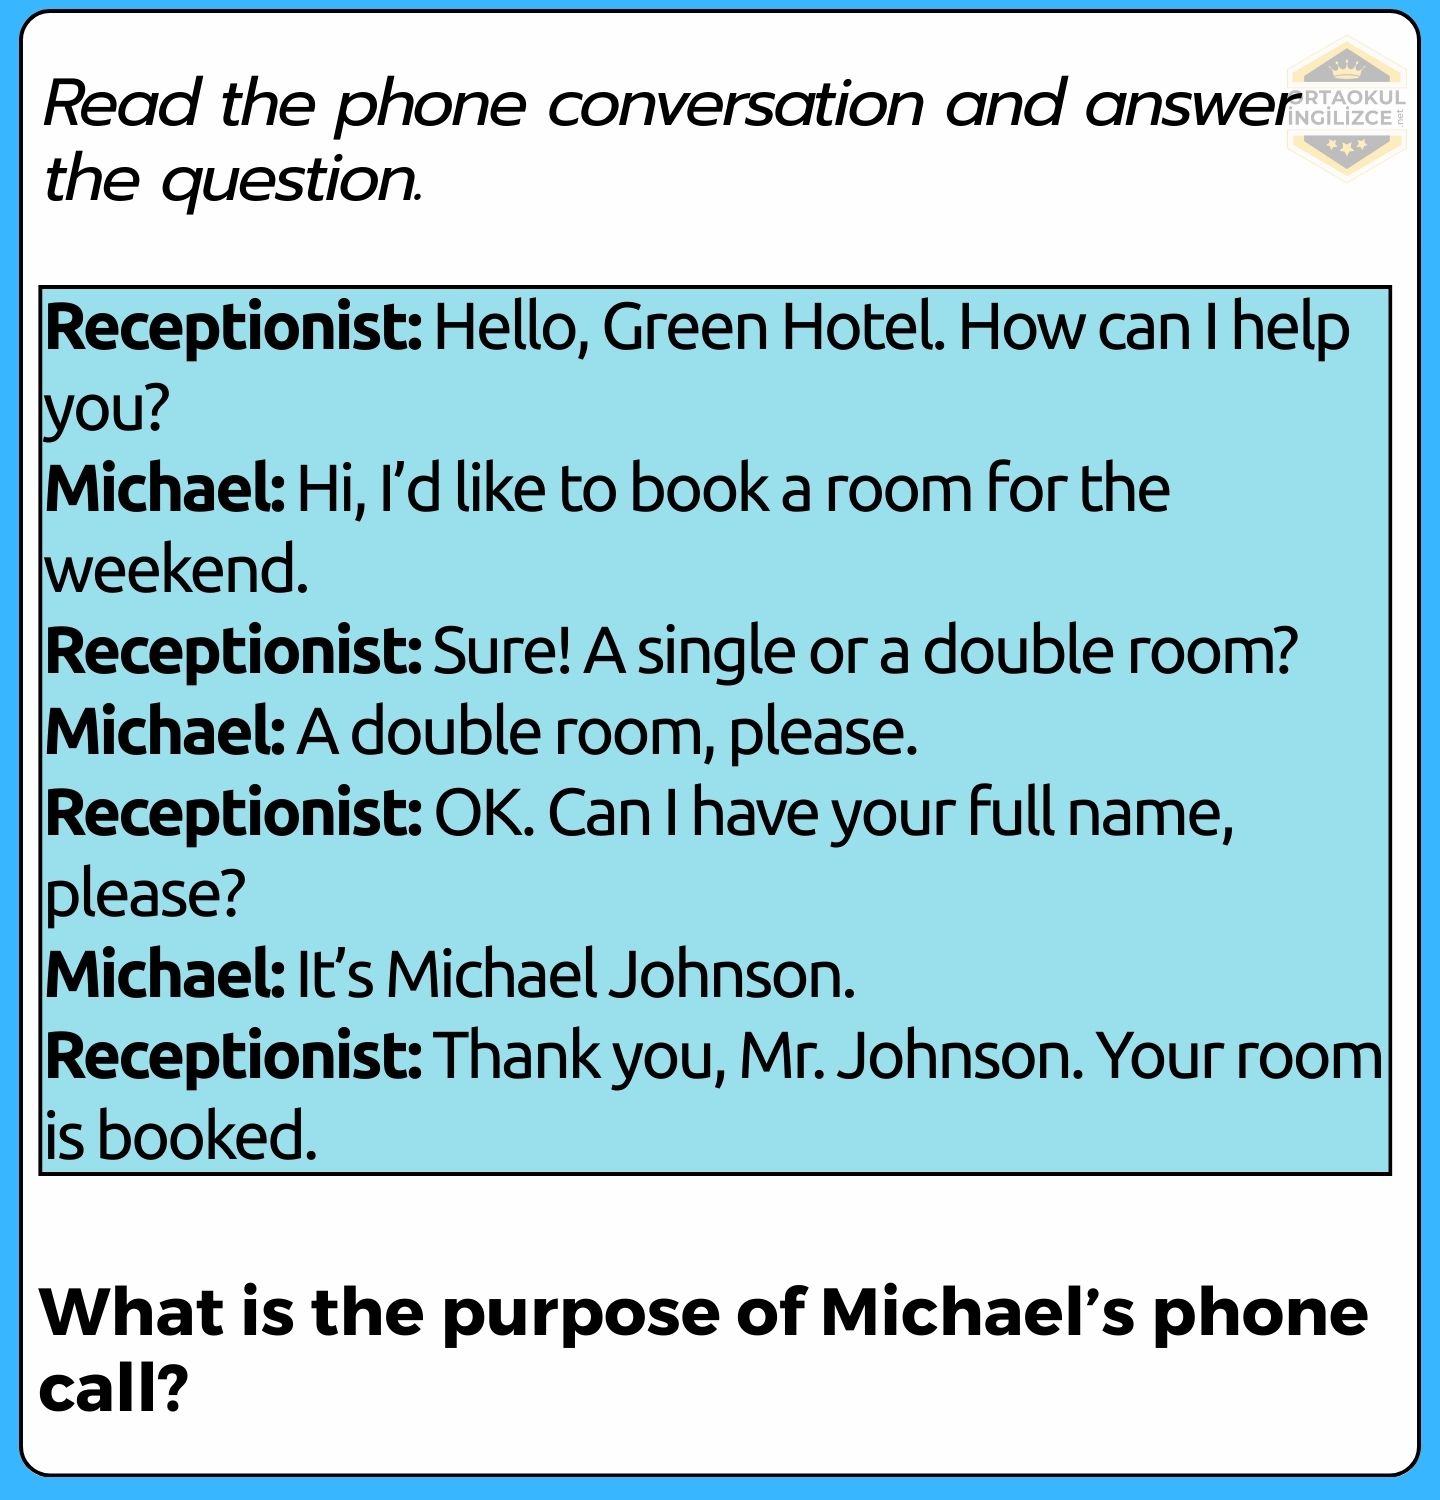 Read the phone conversation and answer
the question.
ORTAOKUL
İNGİLİZCE
.net
Receptionist: Hello, Green Hotel. How can I help
you?
Michael: Hi, I’d like to book a room for the
weekend.
Receptionist: Sure! A single or a double room?
Michael: A double room, please.
Receptionist: OK. Can I have your full name,
please?
Michael: It’s Michael Johnson.
Receptionist: Thank you, Mr. Johnson. Your room
is booked.
What is the purpose of Michael’s phone
call?